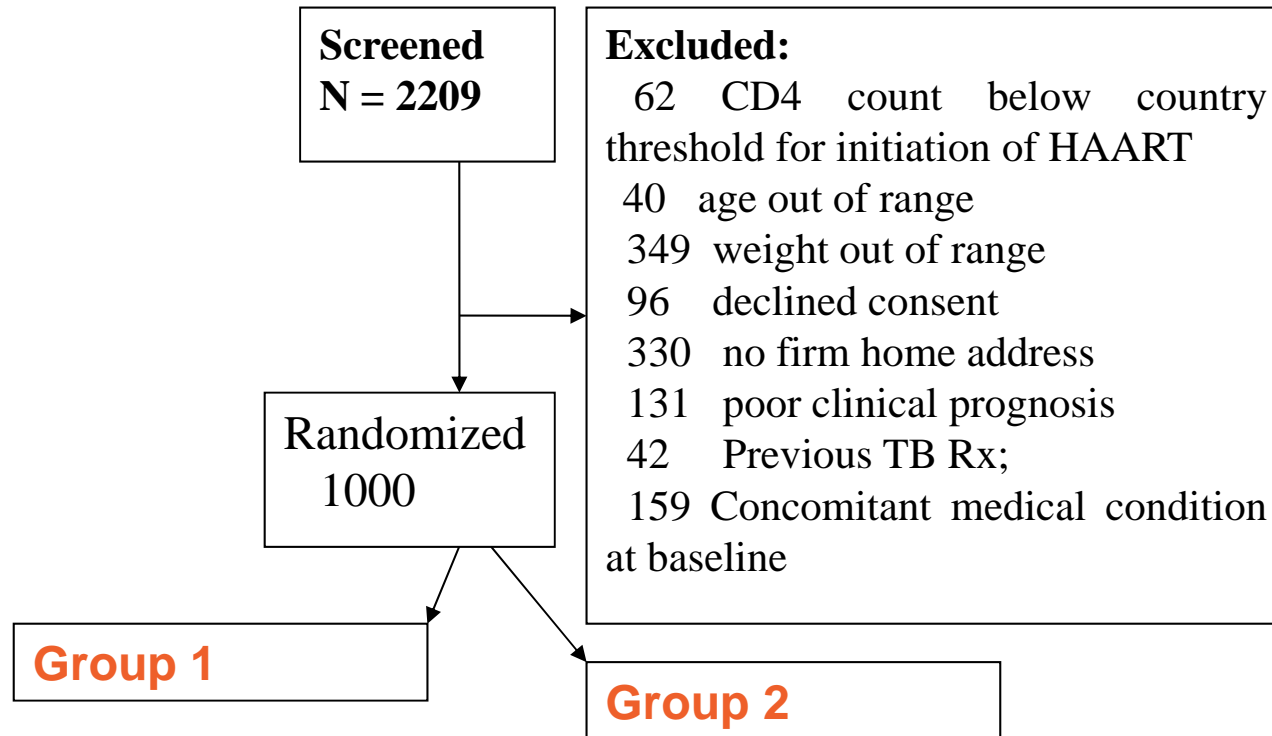 Screened
N = 2209
Excluded:
62 CD4 count below country
threshold for initiation of HAART
40 age out of range
349 weight out of range
96 declined consent
330 no firm home address
131 poor clinical prognosis
42 Previous TB Rx;
159 Concomitant medical condition
at baseline
Randomized
1000
Group 1
Group 2